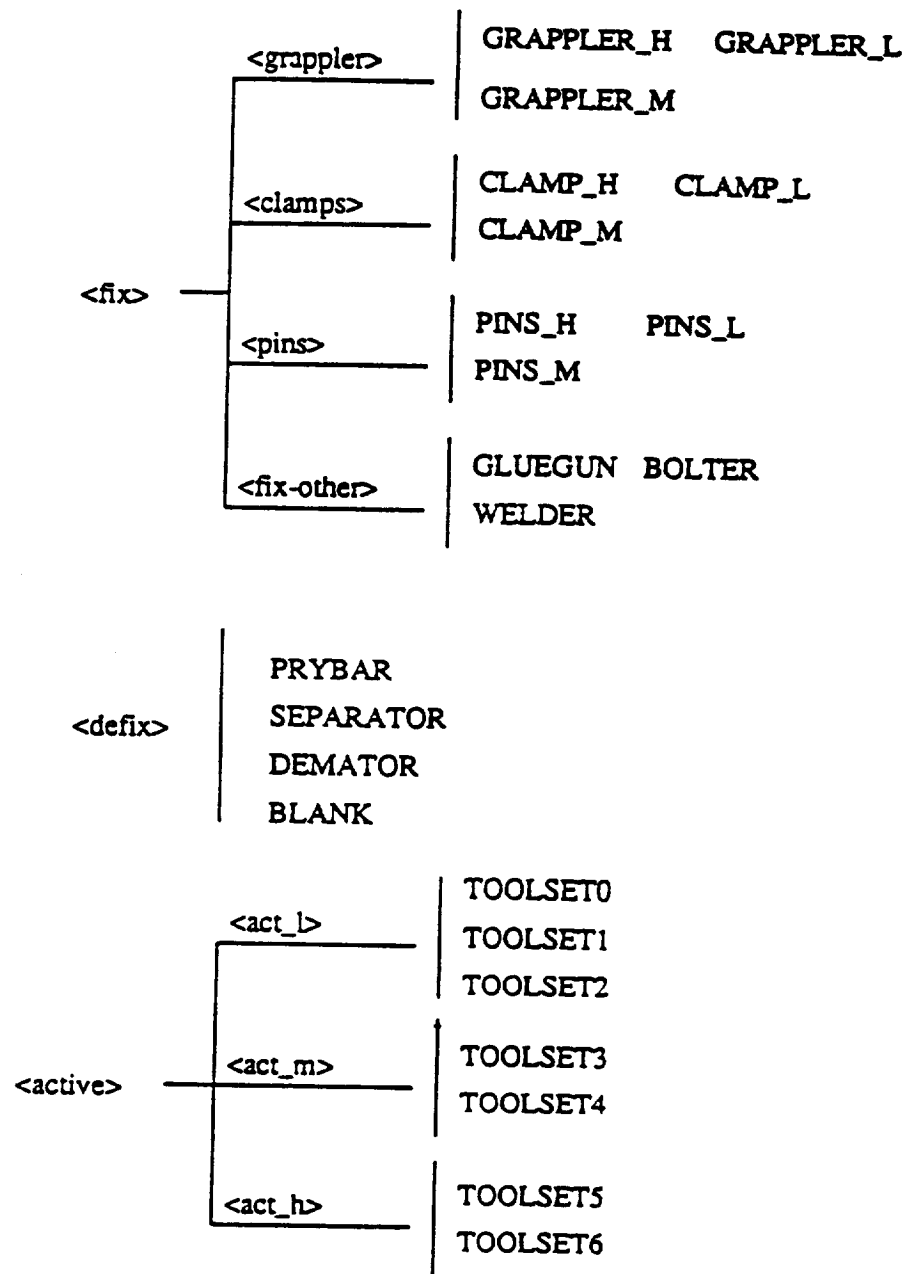 <grappler>
GRAPPLER_H GRAPPLER_L
GRAPPLER_M
<clamps>
CLAMP_H CLAMP_L
CLAMP_M
<fix>
<pins>
PINS_H PINS_L
PINS_M
<fix-other>
GLUEGUN BOLTER
WELDER
<defix>
PRYBAR
SEPARATOR
DEMATOR
BLANK
<active>
<act_l>
TOOLSET0
TOOLSET1
TOOLSET2
<act_m>
TOOLSET3
TOOLSET4
<act_h>
TOOLSET5
TOOLSET6